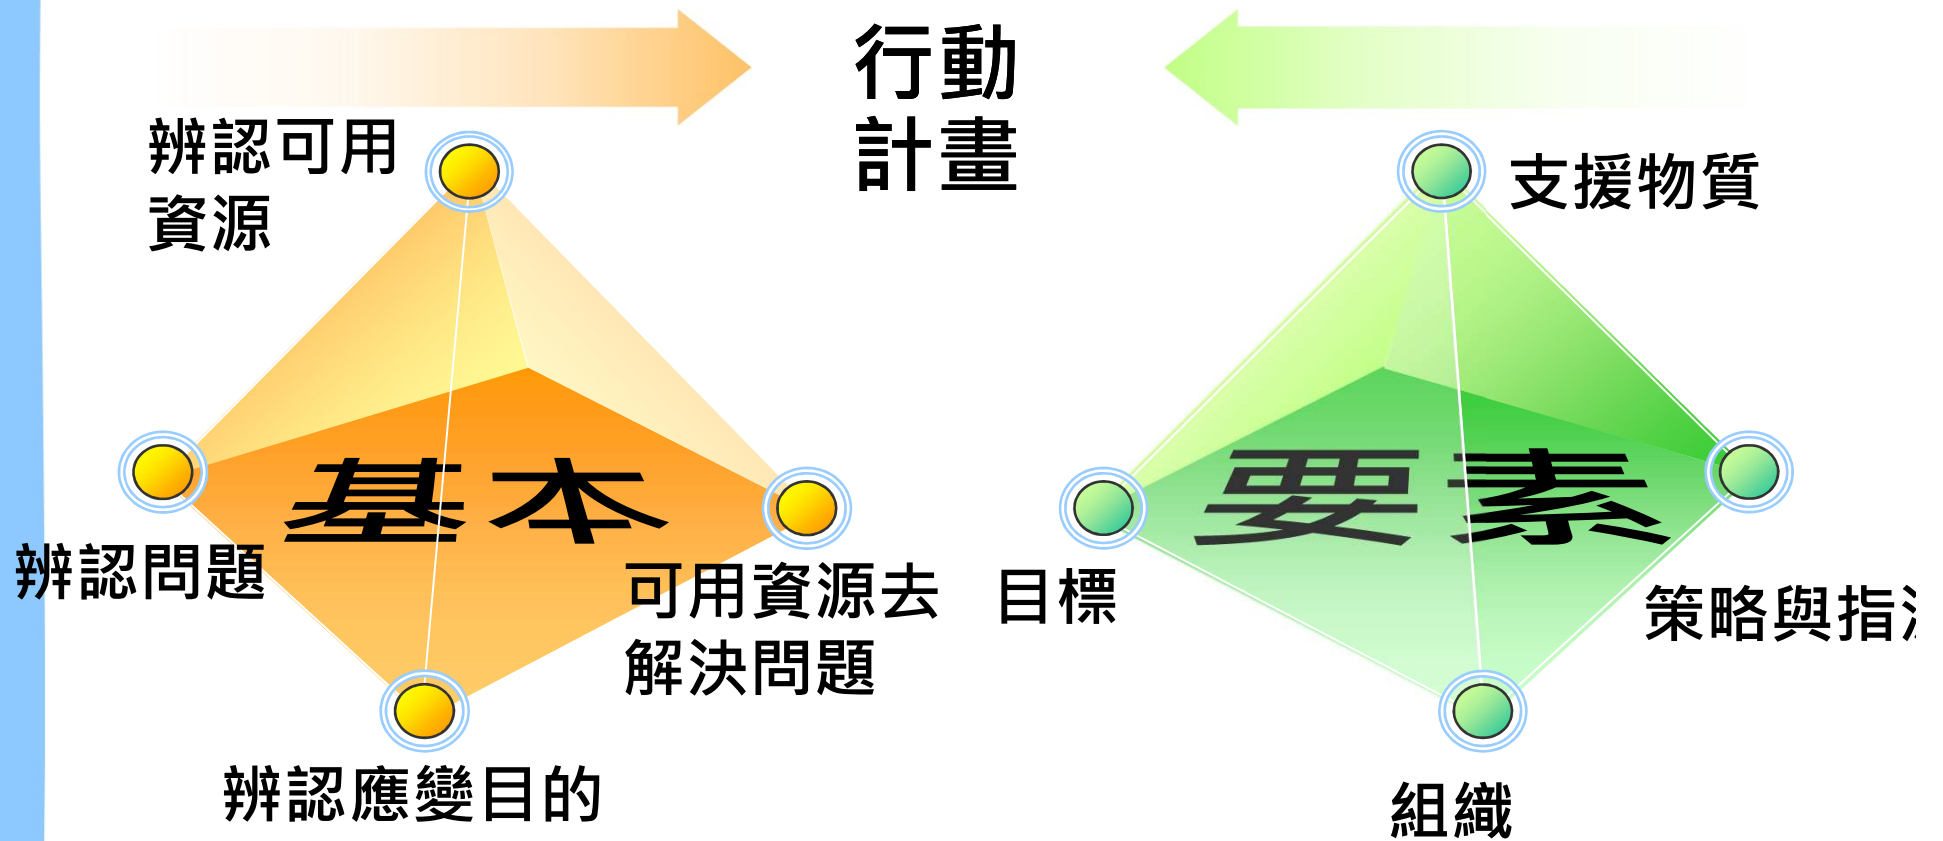 行動
計畫
辨認可用
資源
支援物質
基本
要素
辨認問題
可用資源去
解決問題
目標
策略與指
辨認應變目的
組織